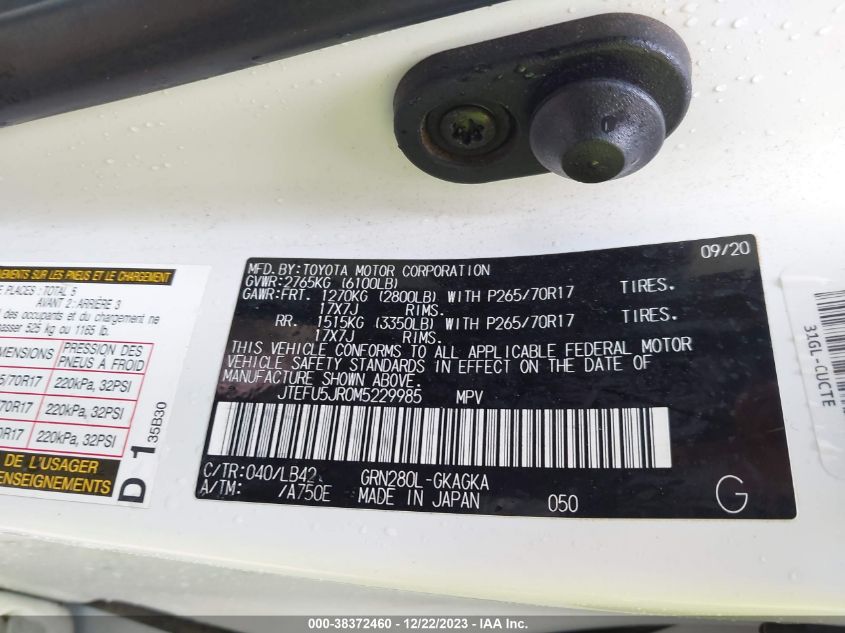 09/20
MFD.BY:TOYOTA MOTOR CORPORATION
GVWR:2765KG (6100LB)
GAWR:FRT. 1270KG (2800LB) WITH P265/70R17 TIRES.
17X7J RIMS.
RR. 1515KG (3350LB) WITH P265/70R17 TIRES.
17X7J RIMS.
THIS VEHICLE CONFORMS TO ALL APPLICABLE FEDERAL MOTOR
VEHICLE SAFETY STANDARDS IN EFFECT ON THE DATE OF
MANUFACTURE SHOWN ABOVE.
JTEFU5JR0M5229985 MPV
C/TR:040/LB42 GRN280L-GKAGKA
A/TM: /A750E MADE IN JAPAN 050 G
SUR LES PNEUS ET LE CHARGEMENT
PLACES: TOTAL 5
AVANT 2: ARRIÈRE 3
des occupants et du chargement ne
525 kg ou 1165 lb.
PRESSION DES
PNEUS À FROID
/70R17 220kPa, 32PSI
70R17 220kPa, 32PSI
0R17 220kPa, 32PSI
DE L'USAGER
D 1 35B30
31GL-CUCTE
000-38372460 - 12/22/2023 - IAA Inc.